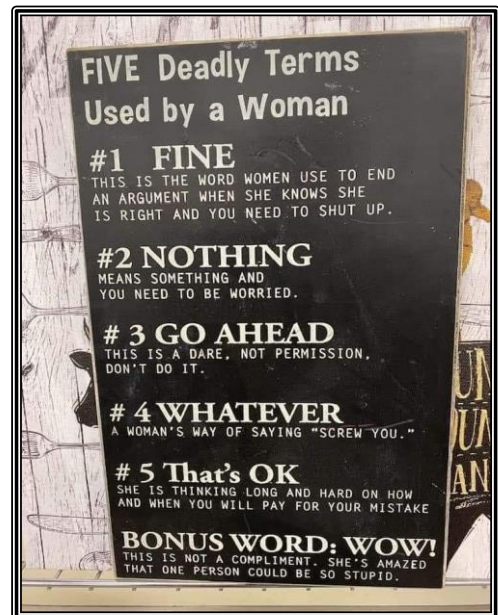 FIVE Deadly Terms
Used by a Woman
#1 FINE
THIS IS THE WORD WOMEN USE TO END
AN ARGUMENT WHEN SHE KNOWS SHE
IS RIGHT AND YOU NEED TO SHUT UP.
#2 NOTHING
MEANS SOMETHING AND
YOU NEED TO BE WORRIED.
# 3 GO AHEAD
THIS IS A DARE, NOT PERMISSION,
DON'T DO IT.
# 4 WHATEVER
A WOMAN'S WAY OF SAYING "SCREW YOU."
# 5 That's OK
SHE IS THINKING LONG AND HARD ON HOW
AND WHEN YOU WILL PAY FOR YOUR MISTAKE
BONUS WORD: WOW!
THIS IS NOT A COMPLIMENT. SHE'S AMAZED
THAT ONE PERSON COULD BE SO STUPID.